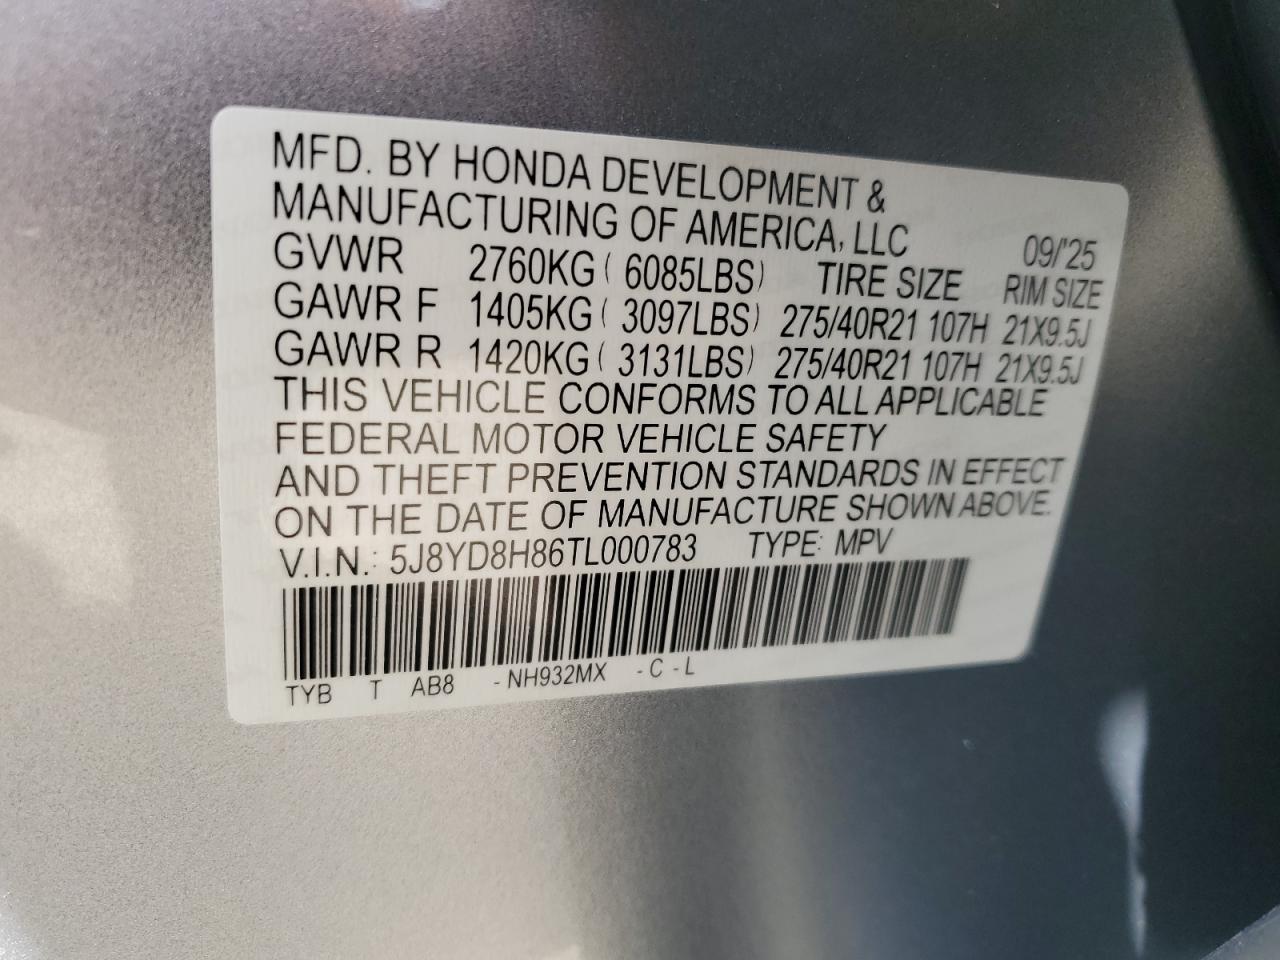 MFD. BY HONDA DEVELOPMENT &
MANUFACTURING OF AMERICA, LLC 09/'25
GVWR 2760KG ( 6085LBS) TIRE SIZE RIM SIZE
GAWR F 1405KG ( 3097LBS) 275/40R21 107H 21X9.5J
GAWR R 1420KG ( 3131LBS) 275/40R21 107H 21X9.5J
THIS VEHICLE CONFORMS TO ALL APPLICABLE
FEDERAL MOTOR VEHICLE SAFETY
AND THEFT PREVENTION STANDARDS IN EFFECT
ON THE DATE OF MANUFACTURE SHOWN ABOVE.
V.I.N.: 5J8YD8H86TL000783 TYPE: MPV
TYB T AB8 - NH932MX - C - L